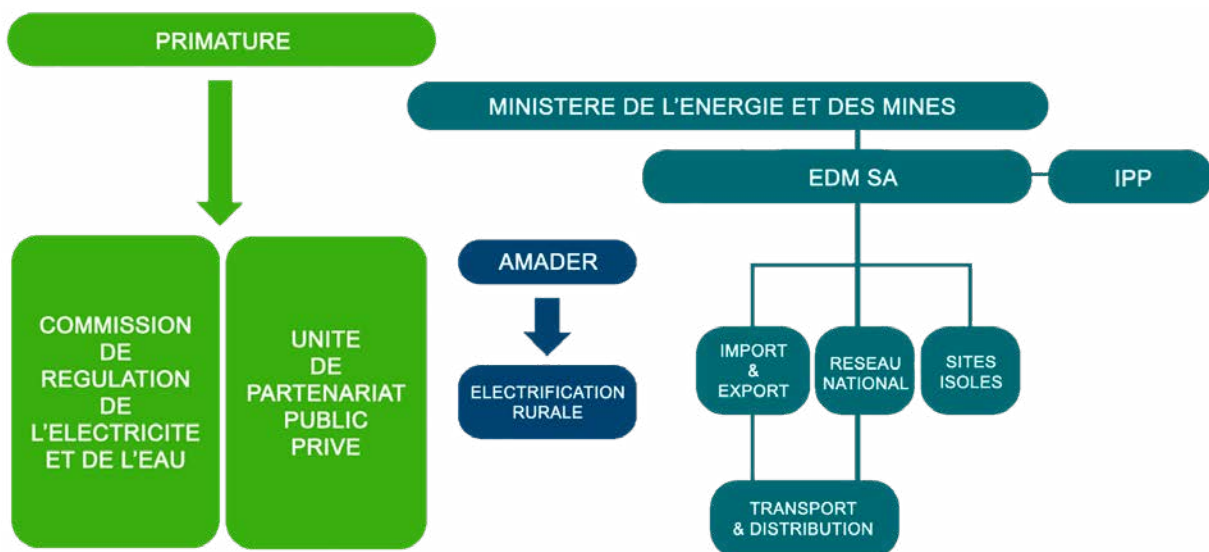 PRIMATURE
MINISTERE DE L'ENERGIE ET DES MINES
EDM SA
IPP
COMMISSION
DE
REGULATION
DE
L'ELECTRICITE
ET DE L'EAU
UNITE
DE
PARTENARIAT
PUBLIC
PRIVE
AMADER
ELECTRIFICATION
RURALE
IMPORT
&
EXPORT
RESEAU
NATIONAL
SITES
ISOLES
TRANSPORT
& DISTRIBUTION